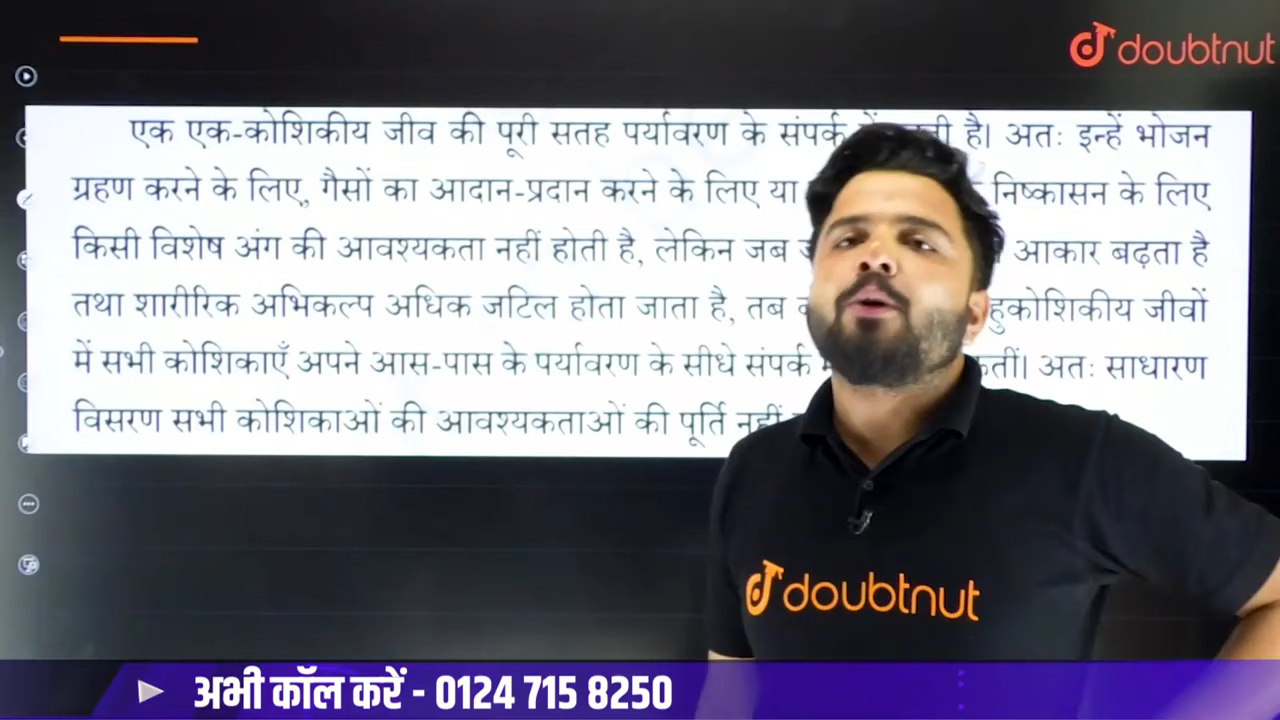 doubtnut
एक एक-कोशिकीय जीव की पूरी सतह पर्यावरण के संपर्क है। अतः इन्हें भोजन
ग्रहण करने के लिए, गैसों का आदान-प्रदान करने के लिए या निष्कासन के लिए
किसी विशेष अंग की आवश्यकता नहीं होती है, लेकिन जब आकार बढ़ता है
तथा शारीरिक अभिकल्प अधिक जटिल होता जाता है, तब जीवों
में सभी कोशिकाएँ अपने आस-पास के पर्यावरण के सीधे संपर्क अतः साधारण
विसरण सभी कोशिकाओं की आवश्यकताओं की पूर्ति
doubtnut
अभी कॉल करें - 0124 715 8250